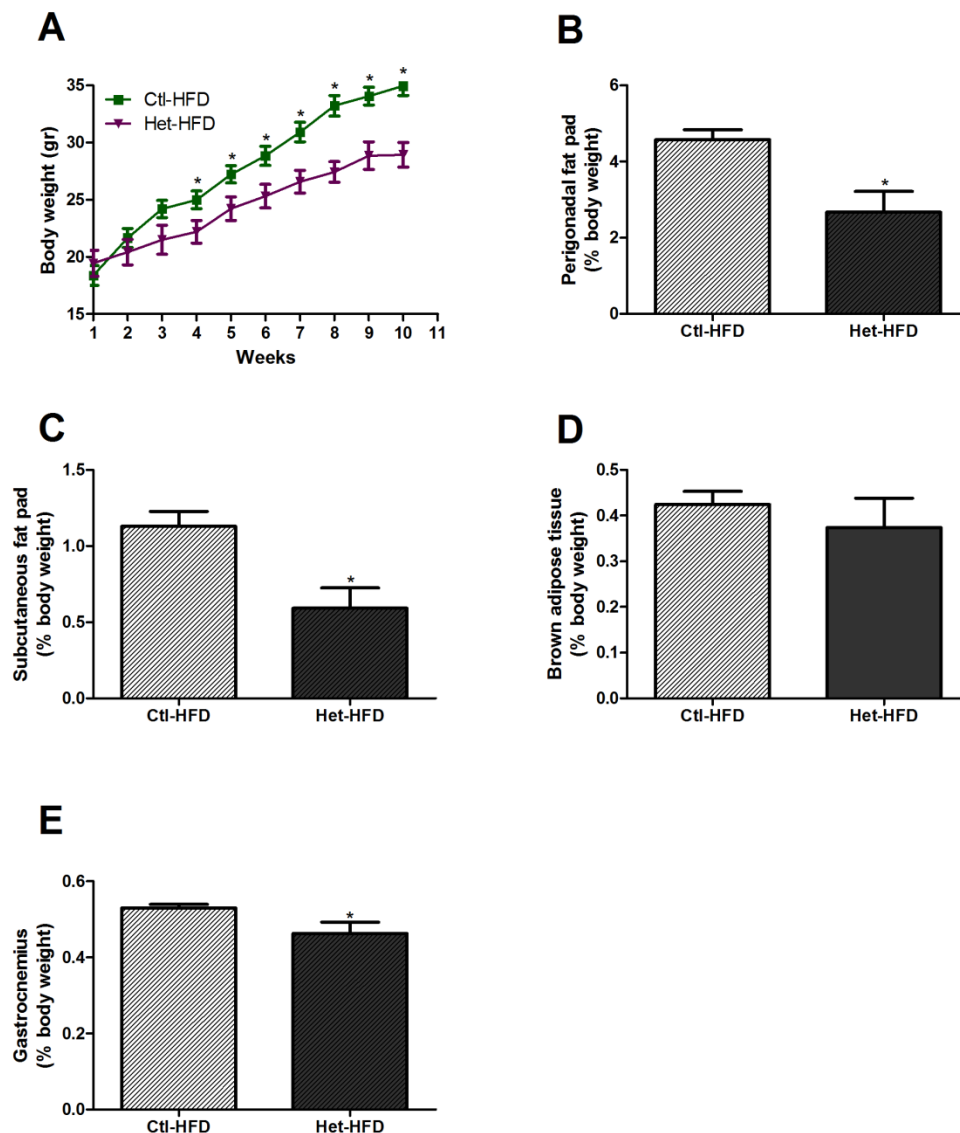 A
Body weight (gr)
35
30
25
20
15
Ctl-HFD
Het-HFD
* * * * * * *
1 2 3 4 5 6 7 8 9 10 11
Weeks
B
Perigonadal fat pad
(% body weight)
6
4
2
0
*
Ctl-HFD Het-HFD
C
Subcutaneous fat pad
(% body weight)
1.5
1.0
0.5
0.0
*
Ctl-HFD Het-HFD
D
Brown adipose tissue
(% body weight)
0.5
0.4
0.3
0.2
0.1
0.0
Ctl-HFD Het-HFD
E
Gastrocnemius
(% body weight)
0.6
0.4
0.2
0.0
*
Ctl-HFD Het-HFD